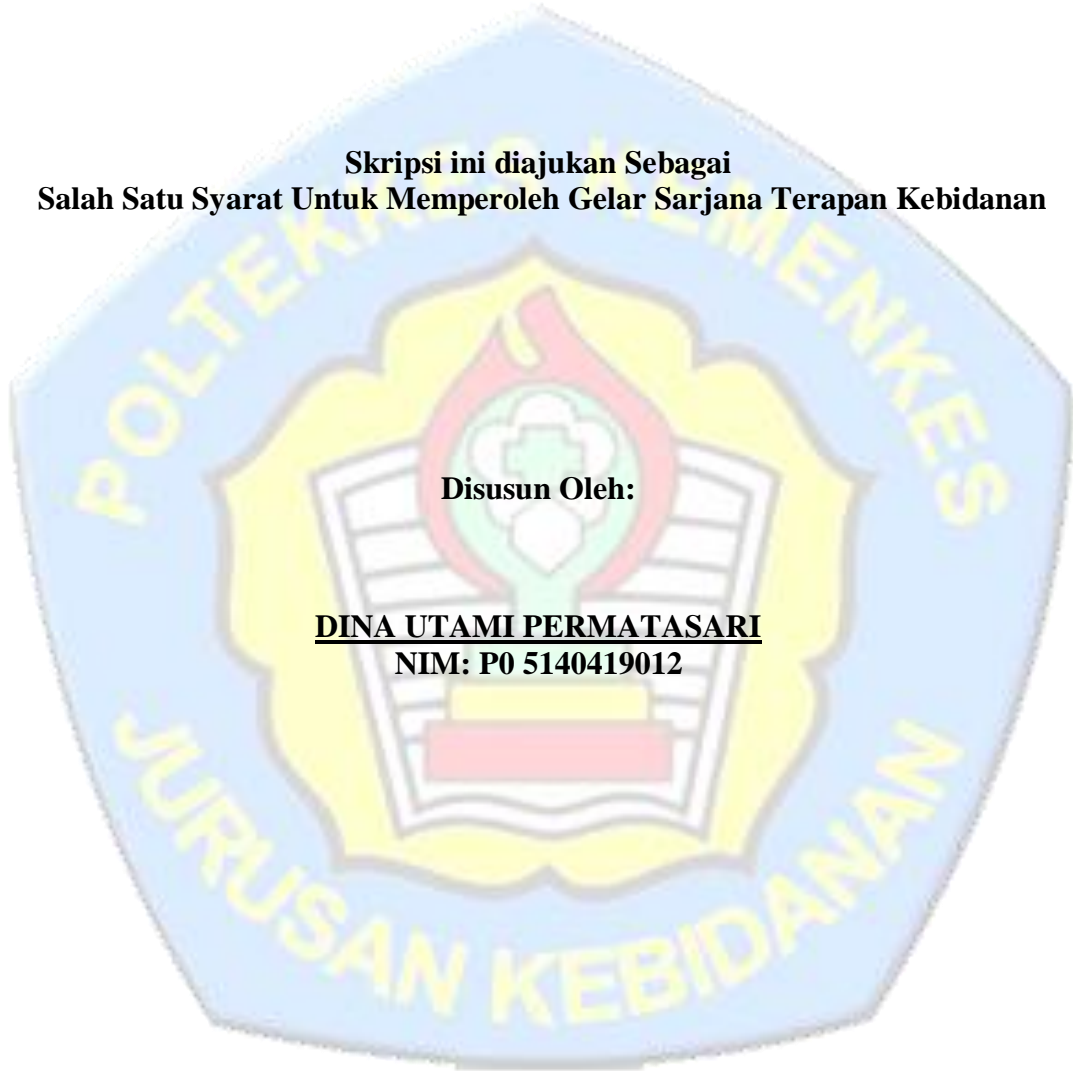 Skripsi ini diajukan Sebagai
Salah Satu Syarat Untuk Memperoleh Gelar Sarjana Terapan Kebidanan
POLTEKKES KEMENKES
Disusun Oleh:
DINA UTAMI PERMATASARI
NIM: P0 5140419012
JURUSAN KEBIDANAN